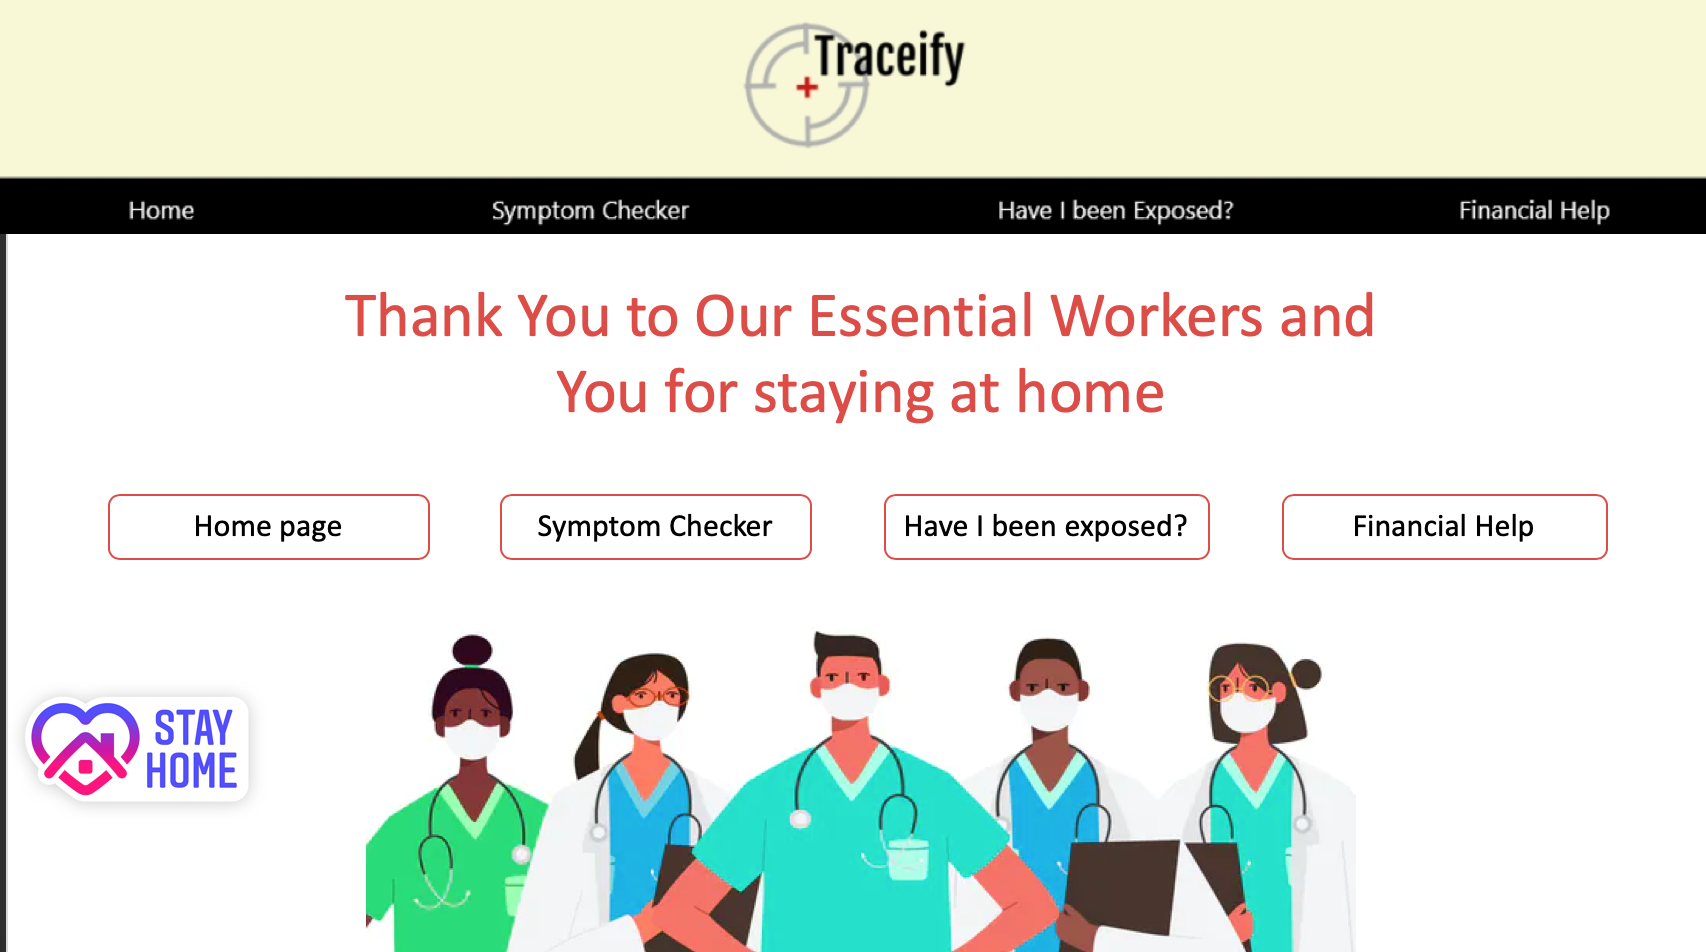 Traceify
Home Symptom Checker Have I been Exposed? Financial Help
Thank You to Our Essential Workers and
You for staying at home
Home page Symptom Checker Have I been exposed? Financial Help
STAY
HOME